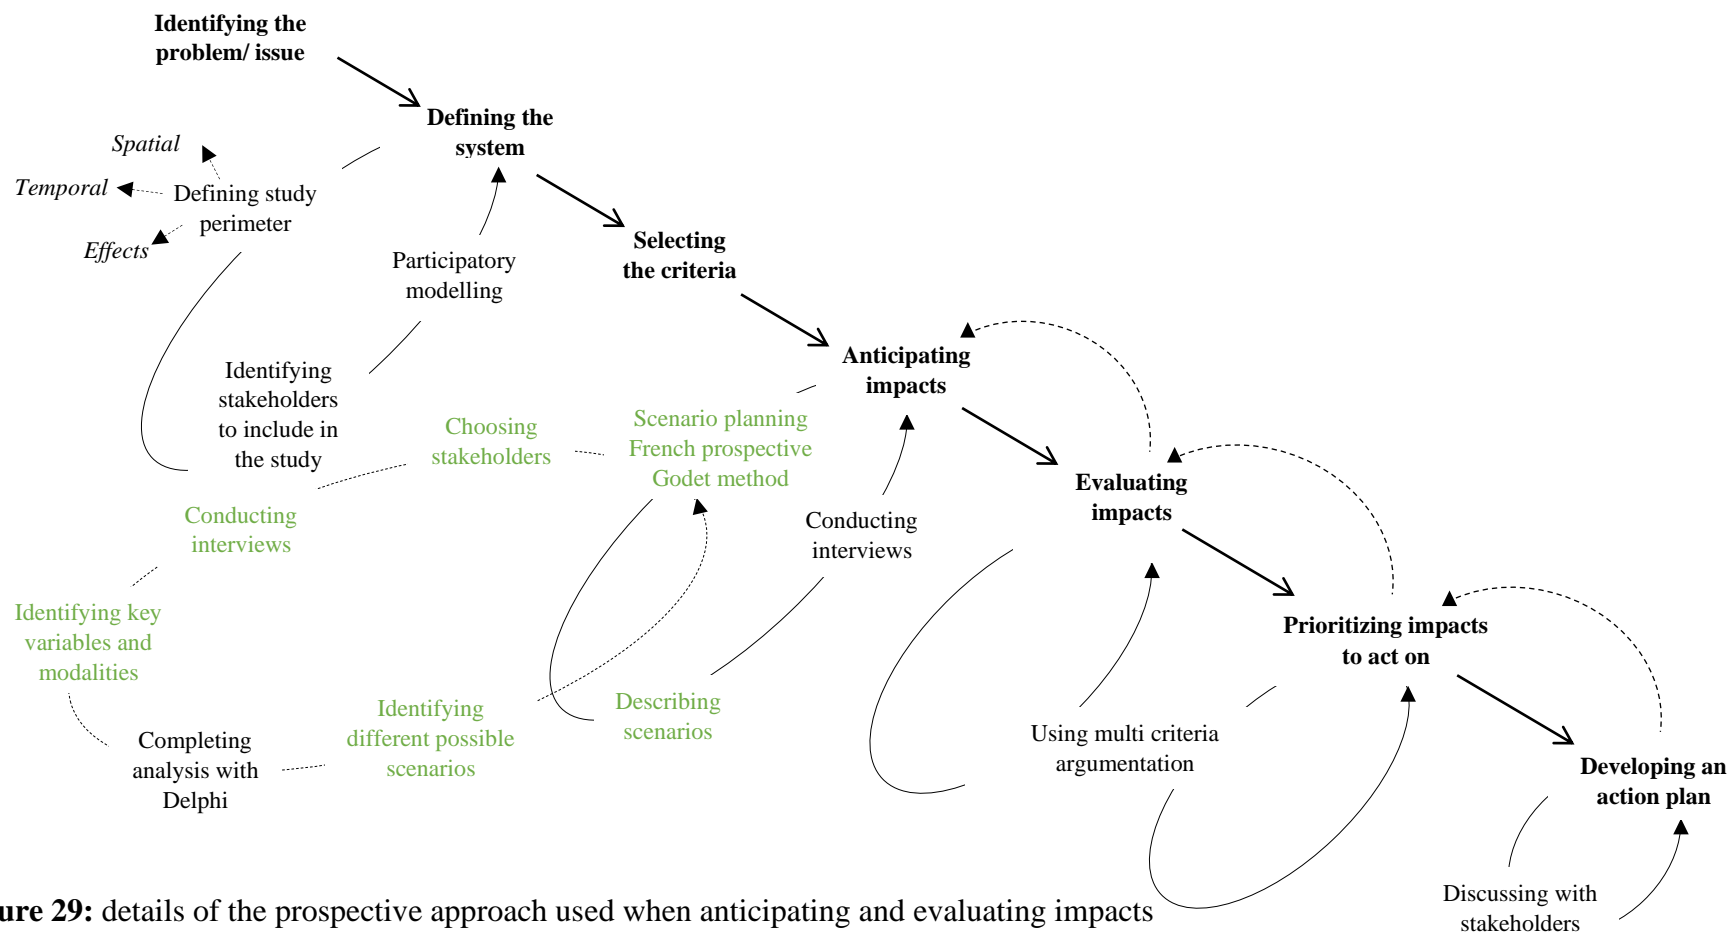 Identifying the
problem/ issue
Defining the
system
Spatial
Temporal
Effects
Defining study
perimeter
Participatory
modelling
Identifying
stakeholders
to include in
the study
Selecting
the criteria
Anticipating
impacts
Scenario planning
French prospective
Godet method
Choosing
stakeholders
Conducting
interviews
Identifying key
variables and
modalities
Completing
analysis with
Delphi
Identifying
different possible
scenarios
Describing
scenarios
Conducting
interviews
Evaluating
impacts
Using multi criteria
argumentation
Prioritizing impacts
to act on
Developing an
action plan
Discussing with
stakeholders
ure 29: details of the prospective approach used when anticipating and evaluating impacts